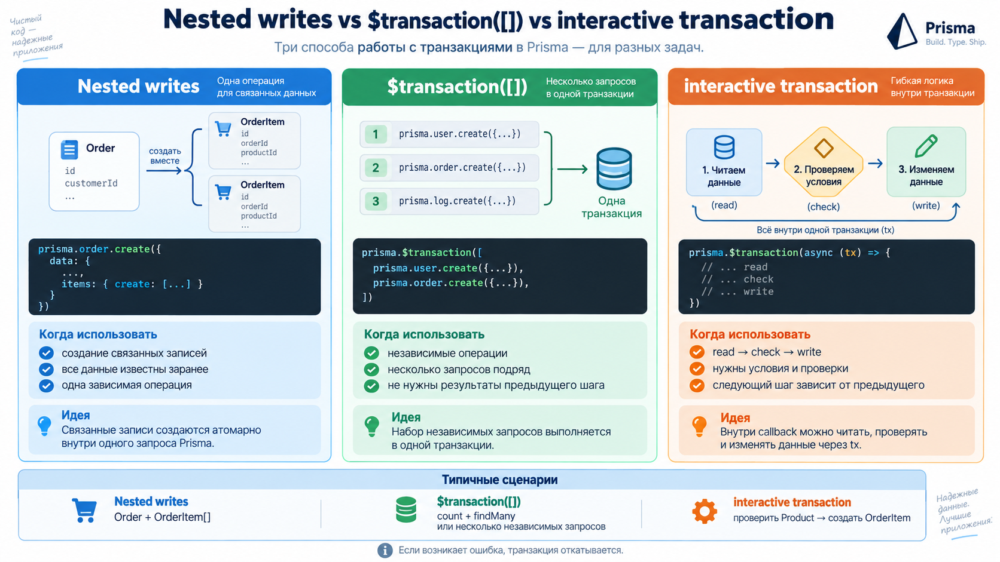 Чистый
код —
надежные
приложения
Nested writes vs $transaction([]) vs interactive transaction
Три способа работы с транзакциями в Prisma — для разных задач.
Prisma
Build. Type. Ship.
Nested writes
Одна операция
для связанных данных
Order
id
customerId
...
создать
вместе
OrderItem
id
orderId
productId
...
OrderItem
id
orderId
productId
...
prisma.order.create({
data: {
...,
items: { create: [...] }
}
})
Когда использовать
создание связанных записей
все данные известны заранее
одна зависимая операция
Идея
Связанные записи создаются атомарно
внутри одного запроса Prisma.
$transaction([])
Несколько запросов
в одной транзакции
1 prisma.user.create({...})
2 prisma.order.create({...})
3 prisma.log.create({...})
Одна
транзакция
prisma.$transaction([
prisma.user.create({...}),
prisma.order.create({...}),
])
Когда использовать
независимые операции
несколько запросов подряд
не нужны результаты предыдущего шага
Идея
Набор независимых запросов выполняется
в одной транзакции.
interactive transaction
Гибкая логика
внутри транзакции
1. Читаем
данные
(read)
2. Проверяем
условия
(check)
3. Изменяем
данные
(write)
Всё внутри одной транзакции (tx)
prisma.$transaction(async (tx) => {
// ... read
// ... check
// ... write
})
Когда использовать
read → check → write
нужны условия и проверки
следующий шаг зависит от предыдущего
Идея
Внутри callback можно читать, проверять
и изменять данные через tx.
Типичные сценарии
Nested writes
Order + OrderItem[]
$transaction([])
count + findMany
или несколько независимых запросов
interactive transaction
проверить Product → создать OrderItem
Надежные
данные.
Лучшие
приложения.
Если возникает ошибка, транзакция откатывается.